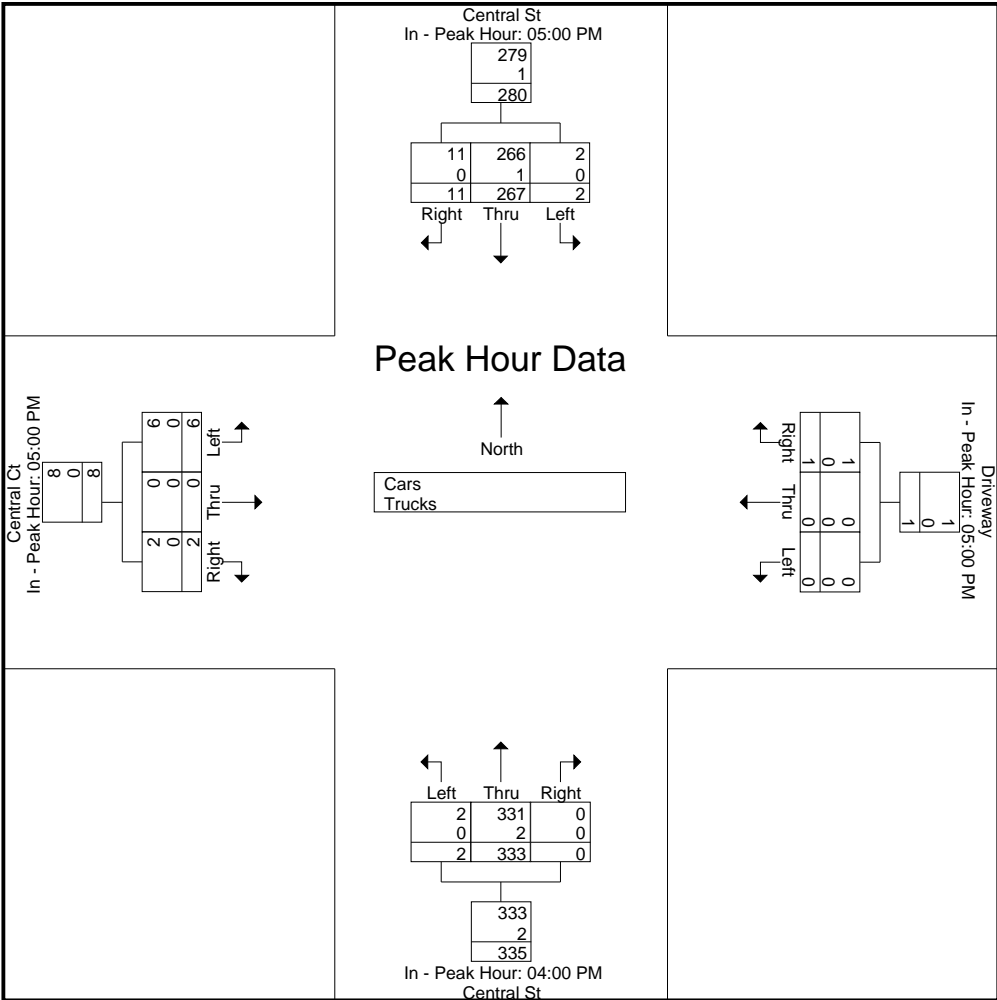 Central St
In - Peak Hour: 05:00 PM
279
1
280
11 266 2
0 1 0
11 267 2
Right Thru Left
Peak Hour Data
North
Cars
Trucks
Central Ct
In - Peak Hour: 05:00 PM
8
0
8
6 0 6
Left
0 0 0
Thru
2 0 2
Right
Driveway
In - Peak Hour: 05:00 PM
1
0
1
Right
1 0 1
Thru
0 0 0
Left
0 0 0
Left Thru Right
2 331 0
0 2 0
2 333 0
333
2
335
In - Peak Hour: 04:00 PM
Central St